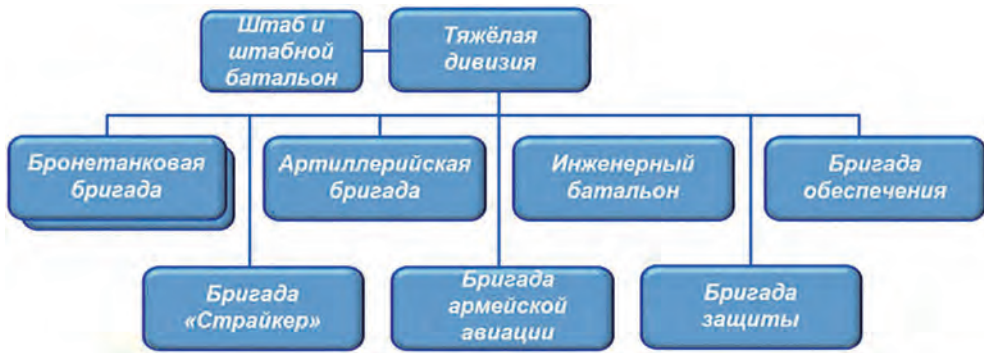 Штаб и
штабной
батальон
Тяжёлая
дивизия
Бронетанковая
бригада
Артиллерийская
бригада
Инженерный
батальон
Бригада
обеспечения
Бригада
«Страйкер»
Бригада
армейской
авиации
Бригада
защиты